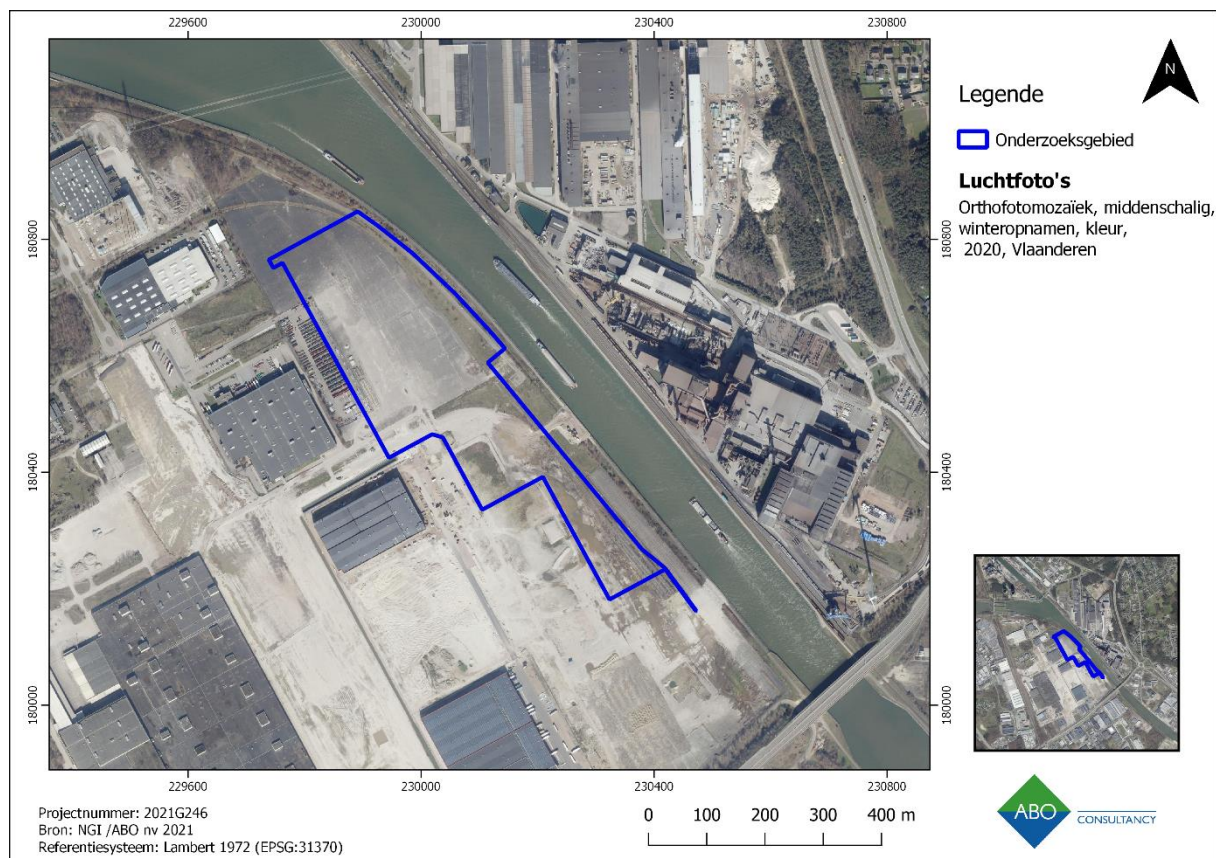 229600 230000 230400 230800
N
Legende
Onderzoeksgebied
Luchtfoto's
Orthofotomozaïek, middenschalig,
winteropnamen, kleur,
2020, Vlaanderen
180800 180800
180400 180400
180000 180000
229600 230000 230400 230800
Projectnummer: 2021G246
Bron: NGI /ABO nv 2021
Referentiesysteem: Lambert 1972 (EPSG:31370)
0 100 200 300 400 m
ABO CONSULTANCY